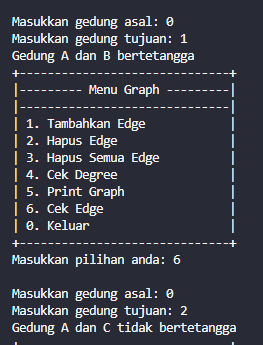 Masukkan gedung asal: 0
Masukkan gedung tujuan: 1
Gedung A dan B bertetangga
+-----------------------------+
|--------- Menu Graph ---------|
|-----------------------------|
| 1. Tambahkan Edge |
| 2. Hapus Edge |
| 3. Hapus Semua Edge |
| 4. Cek Degree |
| 5. Print Graph |
| 6. Cek Edge |
| 0. Keluar |
+-----------------------------+
Masukkan pilihan anda: 6

Masukkan gedung asal: 0
Masukkan gedung tujuan: 2
Gedung A dan C tidak bertetangga